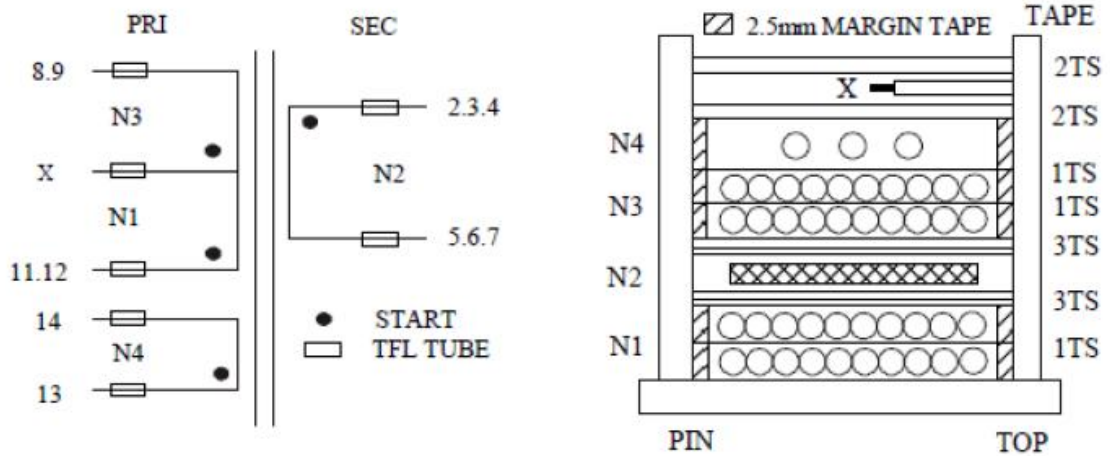 PRI
SEC
8.9
N3
X
N1
11.12
14
N4
13
2.3.4
N2
5.6.7
START
TFL TUBE
2.5mm MARGIN TAPE
TAPE
2TS
X
2TS
N4
1TS
N3
1TS
3TS
N2
3TS
N1
1TS
PIN
TOP